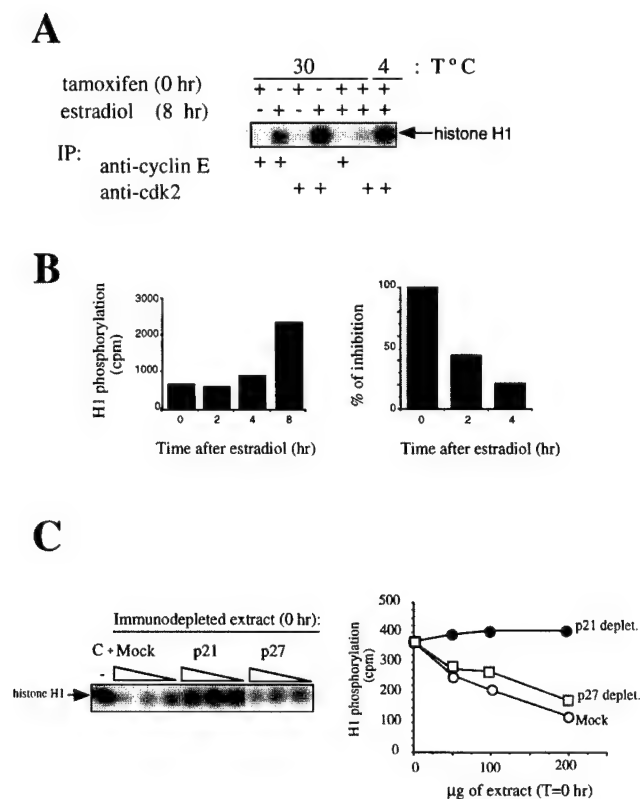 A
30 4 : T°C
tamoxifen (0 hr) + - + - + + +
estradiol (8 hr) - + - + + + +
histone H1
IP:
anti-cyclin E + + +
anti-cdk2 + + + +
B
H1 phosphorylation
(cpm)
3000
2000
1000
0
0 2 4 8
Time after estradiol (hr)
% of inhibition
100
50
0
0 2 4
Time after estradiol (hr)
C
Immunodepleted extract (0 hr):
C + Mock p21 p27
-
histone H1
H1 phosphorylation
(cpm)
500
400
300
200
100
0
p21 deplet.
p27 deplet.
Mock
0 100 200
µg of extract (T=0 hr)